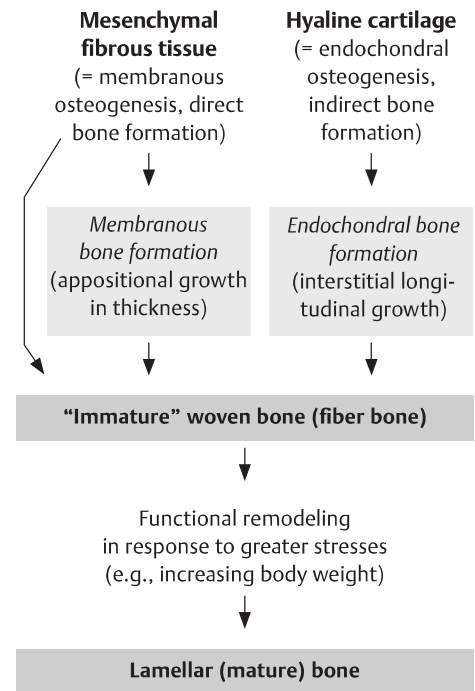 Mesenchymal
fibrous tissue
(= membranous
osteogenesis, direct
bone formation)
Hyaline cartilage
(= endochondral
osteogenesis,
indirect bone
formation)
Membranous
bone formation
(appositional growth
in thickness)
Endochondral bone
formation
(interstitial longi-
tudinal growth)
“Immature” woven bone (fiber bone)
Functional remodeling
in response to greater stresses
(e.g., increasing body weight)
Lamellar (mature) bone